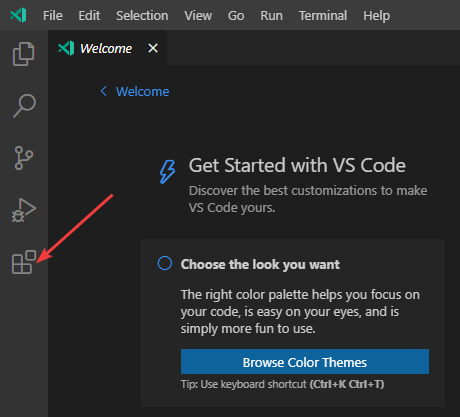 File Edit Selection View Go Run Terminal Help
Welcome
Welcome
Get Started with VS Code
Discover the best customizations to make
VS Code yours.
Choose the look you want
The right color palette helps you focus on
your code, is easy on your eyes, and is
simply more fun to use.
Browse Color Themes
Tip: Use keyboard shortcut (Ctrl+K Ctrl+T)